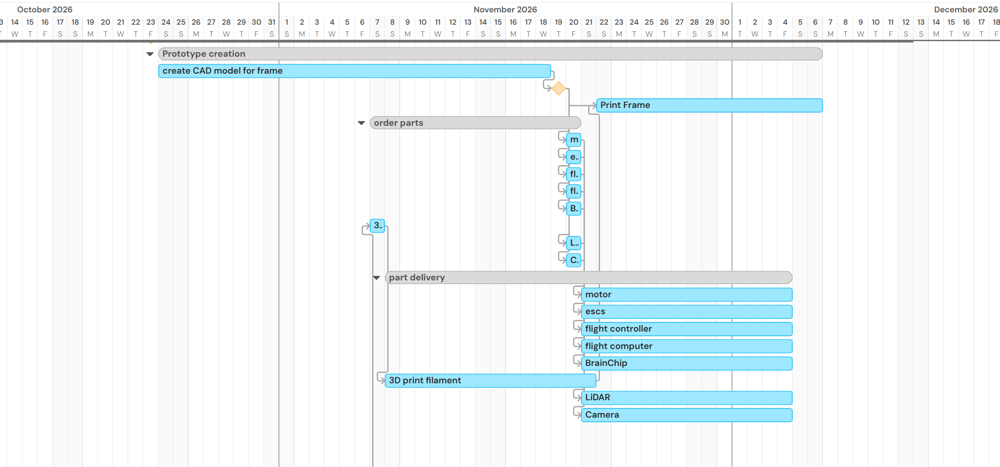 October 2026 November 2026 December 2026
3 14 15 16 17 18 19 20 21 22 23 24 25 26 27 28 29 30 31 1 2 3 4 5 6 7 8 9 10 11 12 13 14 15 16 17 18 19 20 21 22 23 24 25 26 27 28 29 30 1 2 3 4 5 6 7 8 9 10 11 12 13 14 15 16 17 18
T W T F S S M T W T F S S M T W T F S S M T W T F S S M T W T F S S M T W T F S S M T W T F S S M T W T F S S M T W T F S S M T W T F
Prototype creation
create CAD model for frame
Print Frame
order parts
m
e..
fl..
fl..
B..
3..
L..
C..
part delivery
motor
escs
flight controller
flight computer
BrainChip
3D print filament
LiDAR
Camera